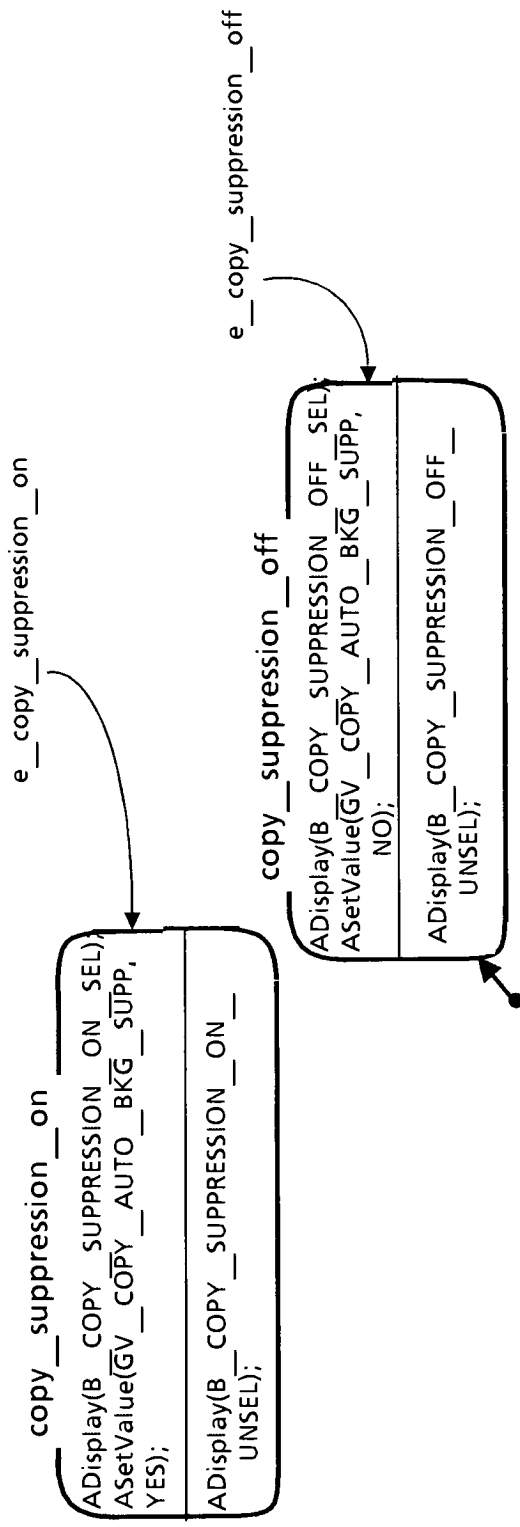 e_copy_suppression_on
copy_suppression_on
ADisplay(B_COPY_SUPPRESSION_ON_SEL);
ASetValue(GV_COPY_AUTO_BKG_SUPP,
YES);
ADisplay(B_COPY_SUPPRESSION_ON_
UNSEL);
e_copy_suppression_off
copy_suppression_off
ADisplay(B_COPY_SUPPRESSION_OFF_SEL);
ASetValue(GV_COPY_AUTO_BKG_SUPP,
NO);
ADisplay(B_COPY_SUPPRESSION_OFF_
UNSEL);